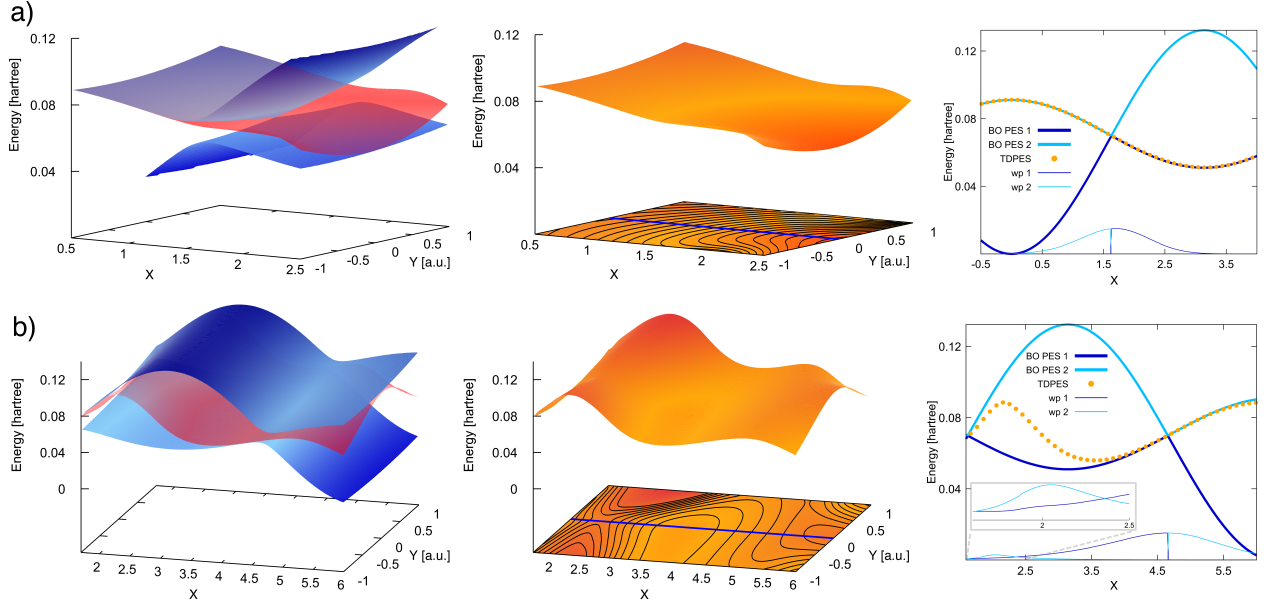 a)
Energy [hartree]
0.12
0.08
0.04
0.5
1
1.5
2
2.5
X
-1
-0.5
0
0.5
1
Y [a.u.]
Energy [hartree]
0.12
0.08
0.04
0.5
1
1.5
2
2.5
X
-1
-0.5
0
0.5
1
Y [a.u.]
Energy [hartree]
0.12
0.08
0.04
BO PES 1
BO PES 2
TDPES
wp 1
wp 2
-0.5
0.5
1.5
2.5
3.5
X
b)
Energy [hartree]
0.12
0.08
0.04
0
2
2.5
3
3.5
4
4.5
5
5.5
6
X
-1
-0.5
0
0.5
1
Y [a.u.]
Energy [hartree]
0.12
0.08
0.04
0
2
2.5
3
3.5
4
4.5
5
5.5
6
X
-1
-0.5
0
0.5
1
Y [a.u.]
Energy [hartree]
0.12
0.08
0.04
BO PES 1
BO PES 2
TDPES
wp 1
wp 2
2
2.5
2.5
3.5
4.5
5.5
X